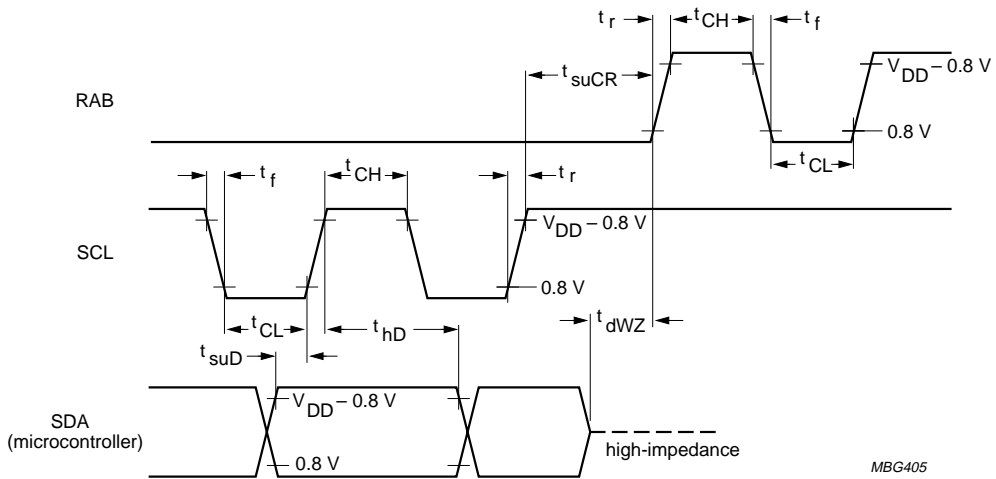 t r
t CH
t f
t suCR
V DD – 0.8 V
RAB
0.8 V
t CL
t f
t CH
t r
V DD – 0.8 V
SCL
0.8 V
t CL
t hD
t dWZ
t suD
V DD – 0.8 V
SDA
(microcontroller)
high-impedance
0.8 V
MBG405